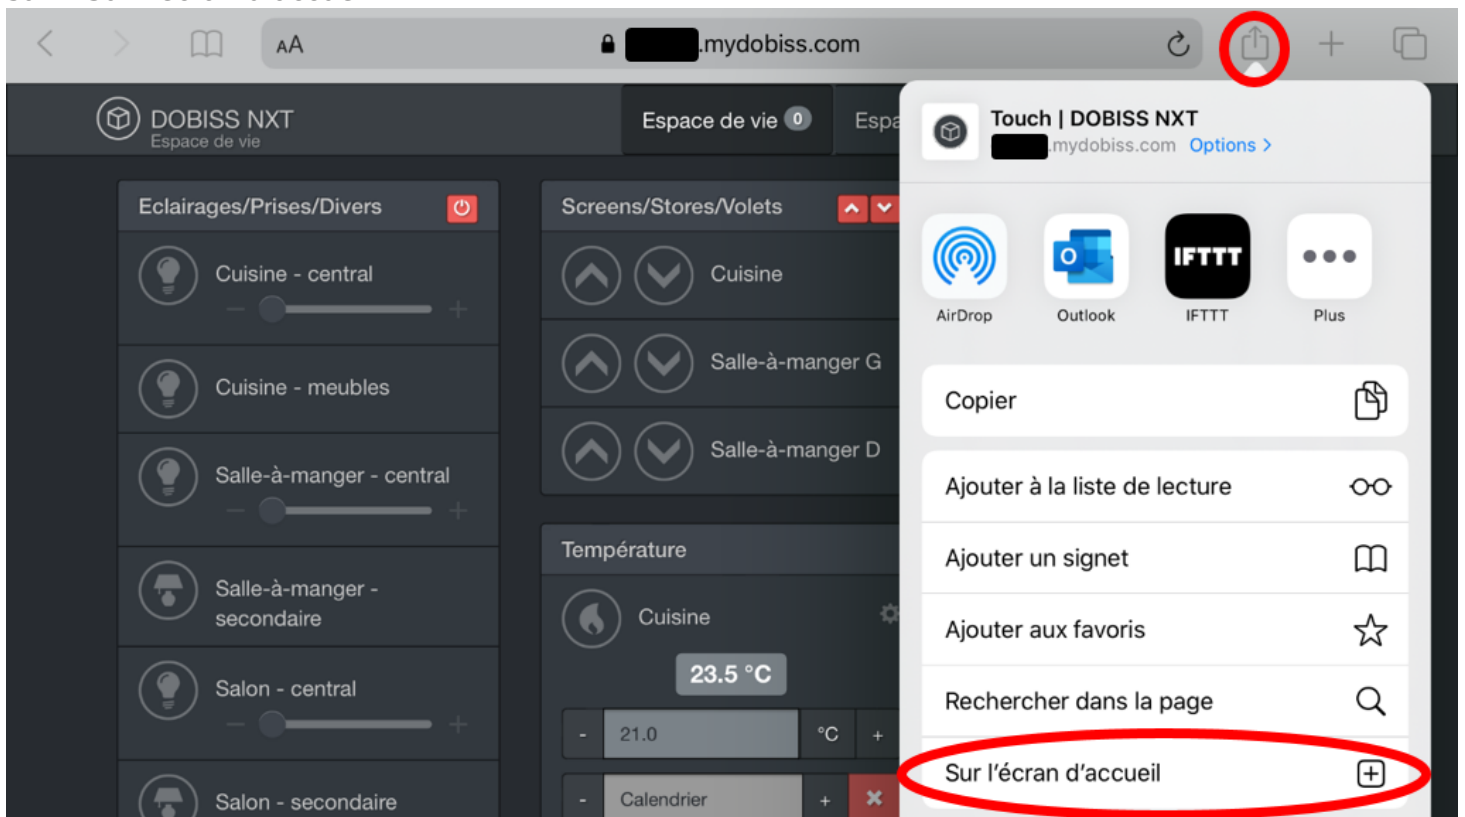 AA
.mydobiss.com
DOBISS NXT
Espace de vie
Espace de vie 0
Espa
Touch | DOBISS NXT
.mydobiss.com Options >
Eclairages/Prises/Divers
Cuisine - central
- +
Cuisine - meubles
Salle-à-manger - central
- +
Salle-à-manger -
secondaire
Salon - central
- +
Salon - secondaire
Screens/Stores/Volets
Cuisine
Salle-à-manger G
Salle-à-manger D
Température
Cuisine
23.5 °C
- 21.0 °C +
- Calendrier +
IFTTT
AirDrop
Outlook
IFTTT
Plus
Copier
Ajouter à la liste de lecture
Ajouter un signet
Ajouter aux favoris
Rechercher dans la page
Sur l'écran d'accueil